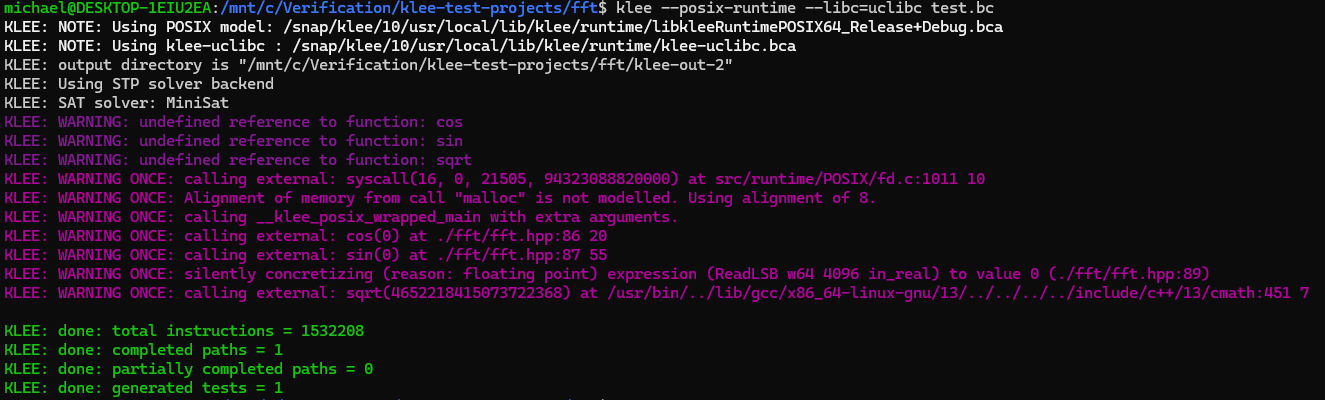 michael@DESKTOP-1EIU2EA:/mnt/c/Verification/klee-test-projects/fft$ klee --posix-runtime --libc=uclibc test.bc
KLEE: NOTE: Using POSIX model: /snap/klee/10/usr/local/lib/klee/runtime/libkleeRuntimePOSIX64_Release+Debug.bca
KLEE: NOTE: Using klee-uclibc : /snap/klee/10/usr/local/lib/klee/runtime/klee-uclibc.bca
KLEE: output directory is "/mnt/c/Verification/klee-test-projects/fft/klee-out-2"
KLEE: Using STP solver backend
KLEE: SAT solver: MiniSat
KLEE: WARNING: undefined reference to function: cos
KLEE: WARNING: undefined reference to function: sin
KLEE: WARNING: undefined reference to function: sqrt
KLEE: WARNING ONCE: calling external: syscall(16, 0, 21505, 94323088820000) at src/runtime/POSIX/fd.c:1011 10
KLEE: WARNING ONCE: Alignment of memory from call "malloc" is not modelled. Using alignment of 8.
KLEE: WARNING ONCE: calling __klee_posix_wrapped_main with extra arguments.
KLEE: WARNING ONCE: calling external: cos(0) at ./fft/fft.hpp:86 20
KLEE: WARNING ONCE: calling external: sin(0) at ./fft/fft.hpp:87 55
KLEE: WARNING ONCE: silently concretizing (reason: floating point) expression (ReadLSB w64 4096 in_real) to value 0 (./fft/fft.hpp:89)
KLEE: WARNING ONCE: calling external: sqrt(4652218415073722368) at /usr/bin/../lib/gcc/x86_64-linux-gnu/13/../../../../include/c++/13/cmath:451 7
KLEE: done: total instructions = 1532208
KLEE: done: completed paths = 1
KLEE: done: partially completed paths = 0
KLEE: done: generated tests = 1